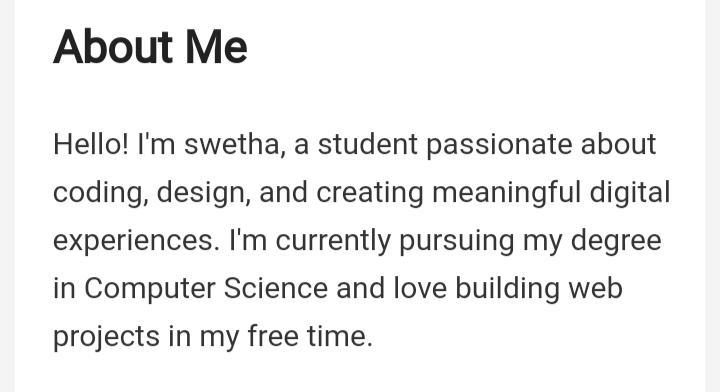 About Me
Hello! I'm swetha, a student passionate about
coding, design, and creating meaningful digital
experiences. I'm currently pursuing my degree
in Computer Science and love building web
projects in my free time.